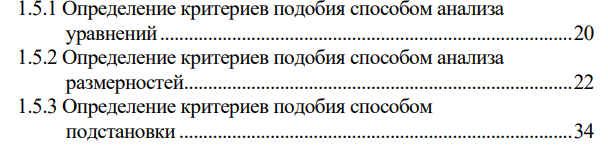 1.5.1 Определение критериев подобия способом анализа
уравнений........................................................................20
1.5.2 Определение критериев подобия способом анализа
размерностей....................................................................22
1.5.3 Определение критериев подобия способом
подстановки .....................................................................34